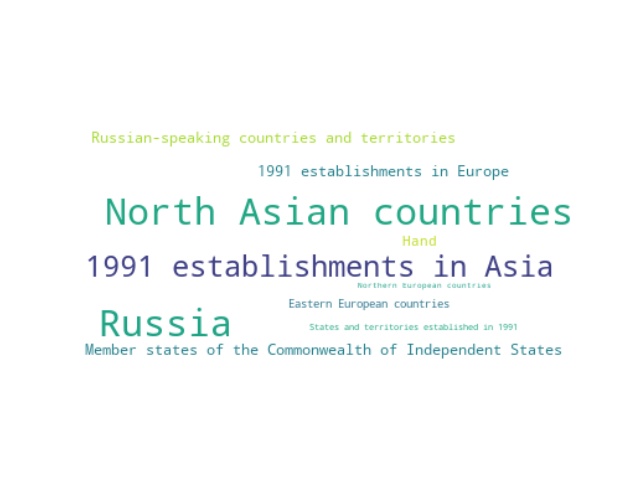 Russian-speaking countries and territories
1991 establishments in Europe
North Asian countries
Hand
1991 establishments in Asia
Northern European countries
Eastern European countries
Russia
States and territories established in 1991
Member states of the Commonwealth of Independent States